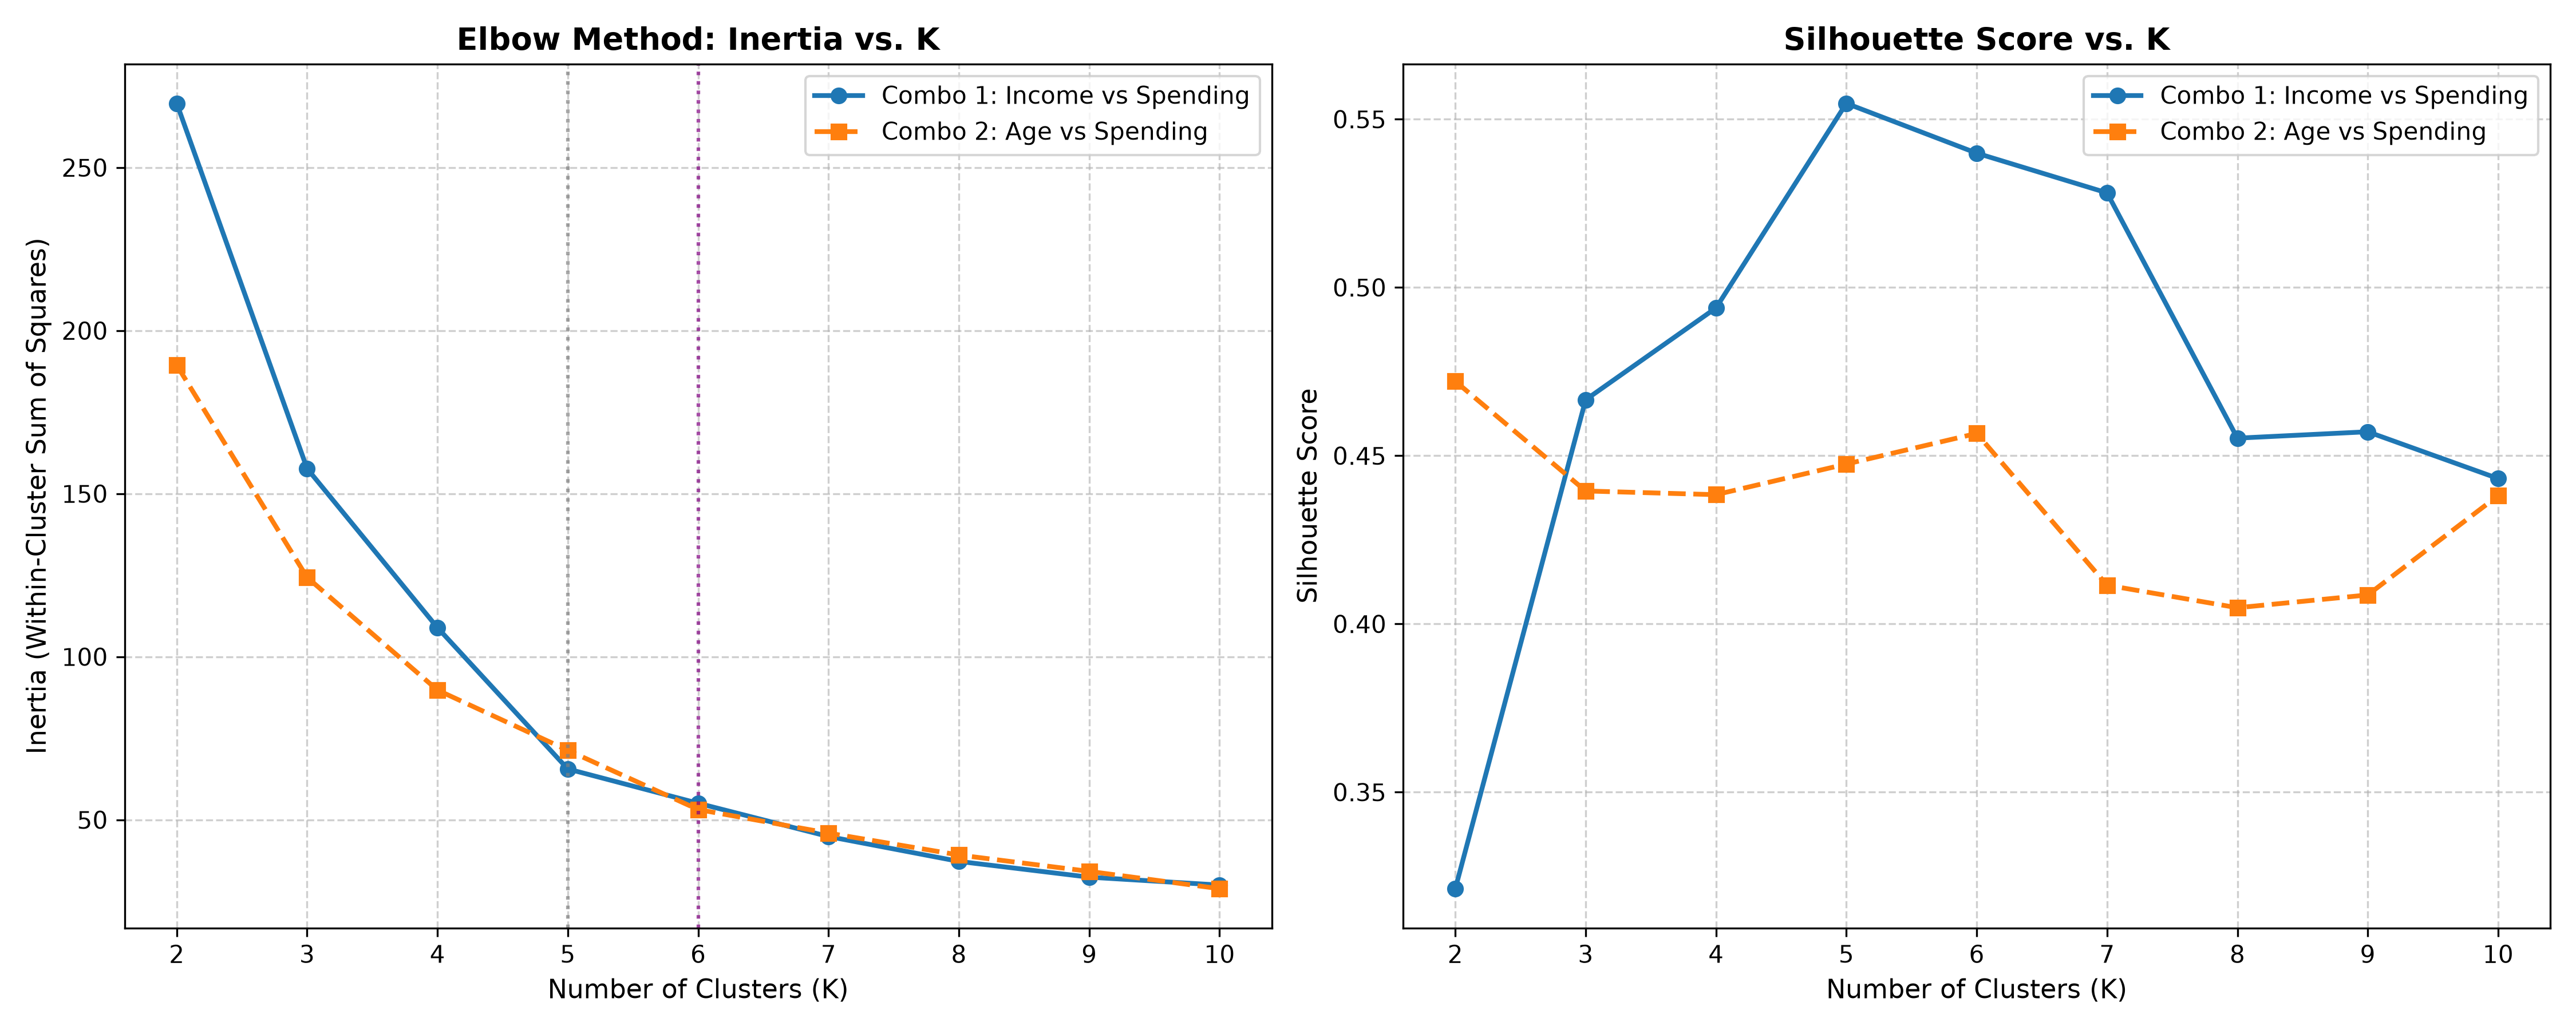 Elbow Method: Inertia vs. K
Combo 1: Income vs Spending
Combo 2: Age vs Spending
Inertia (Within-Cluster Sum of Squares)
250
200
150
100
50
2 3 4 5 6 7 8 9 10
Number of Clusters (K)
Silhouette Score vs. K
Combo 1: Income vs Spending
Combo 2: Age vs Spending
Silhouette Score
0.55
0.50
0.45
0.40
0.35
2 3 4 5 6 7 8 9 10
Number of Clusters (K)